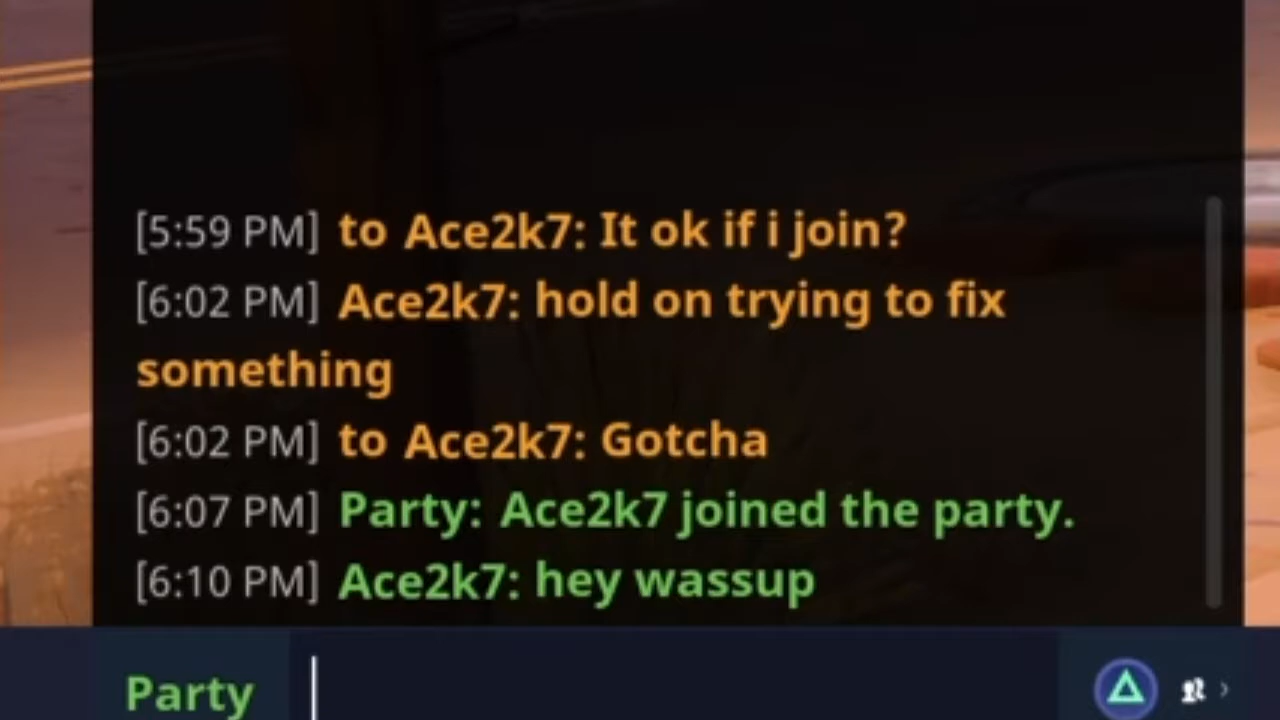 [5:59 PM] to Ace2k7: It ok if i join?
[6:02 PM] Ace2k7: hold on trying to fix
something
[6:02 PM] to Ace2k7: Gotcha
[6:07 PM] Party: Ace2k7 joined the party.
[6:10 PM] Ace2k7: hey wassup
Party